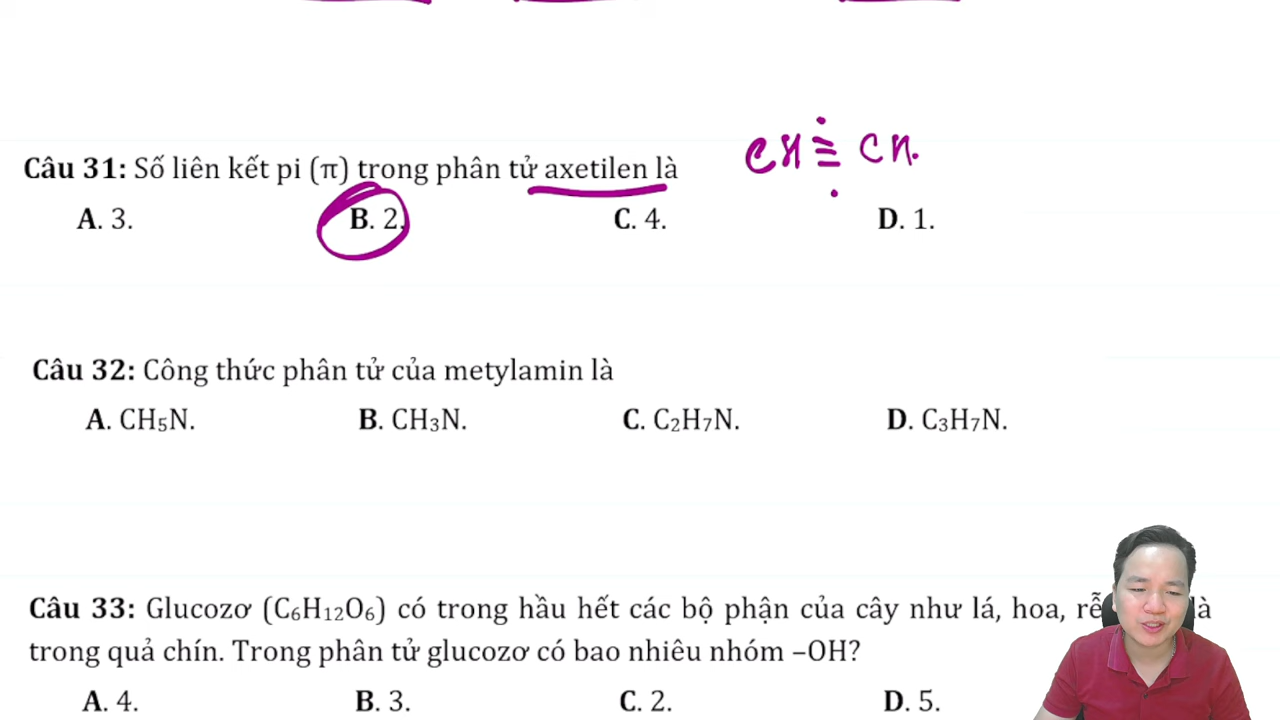 CH≡CH.
Câu 31: Số liên kết pi (π) trong phân tử axetilen là
A. 3. B. 2. C. 4. D. 1.
Câu 32: Công thức phân tử của metylamin là
A. CH₅N. B. CH₃N. C. C₂H₇N. D. C₃H₇N.
Câu 33: Glucozơ (C₆H₁₂O₆) có trong hầu hết các bộ phận của cây như lá, hoa, rễ là
trong quả chín. Trong phân tử glucozơ có bao nhiêu nhóm –OH?
A. 4. B. 3. C. 2. D. 5.